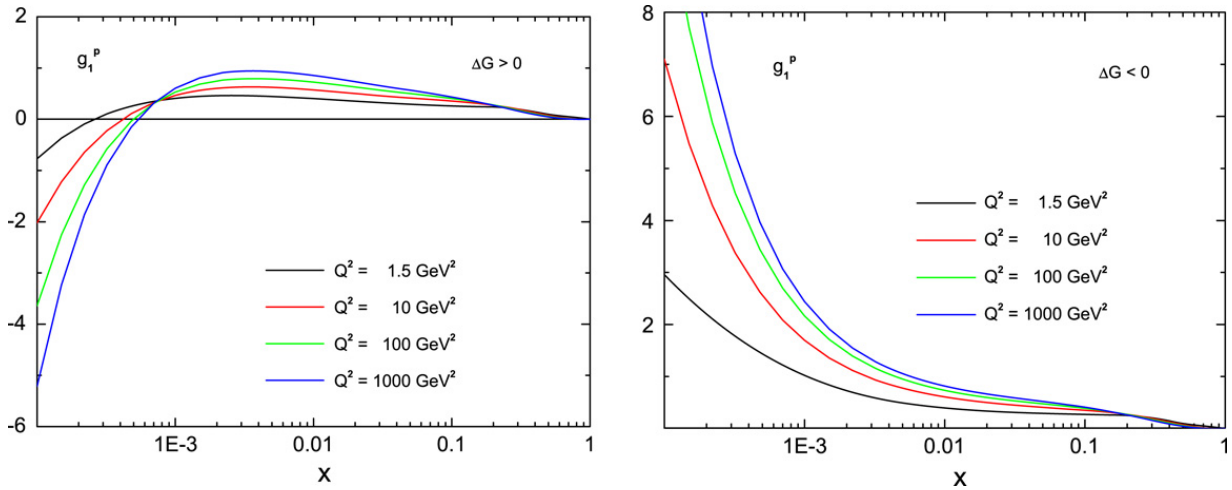 2
0
-2
-4
-6
g₁ᵖ
ΔG > 0
Q² = 1.5 GeV²
Q² = 10 GeV²
Q² = 100 GeV²
Q² = 1000 GeV²
1E-3 0.01 0.1 1
X
8
6
4
2
g₁ᵖ
ΔG < 0
Q² = 1.5 GeV²
Q² = 10 GeV²
Q² = 100 GeV²
Q² = 1000 GeV²
1E-3 0.01 0.1 1
X